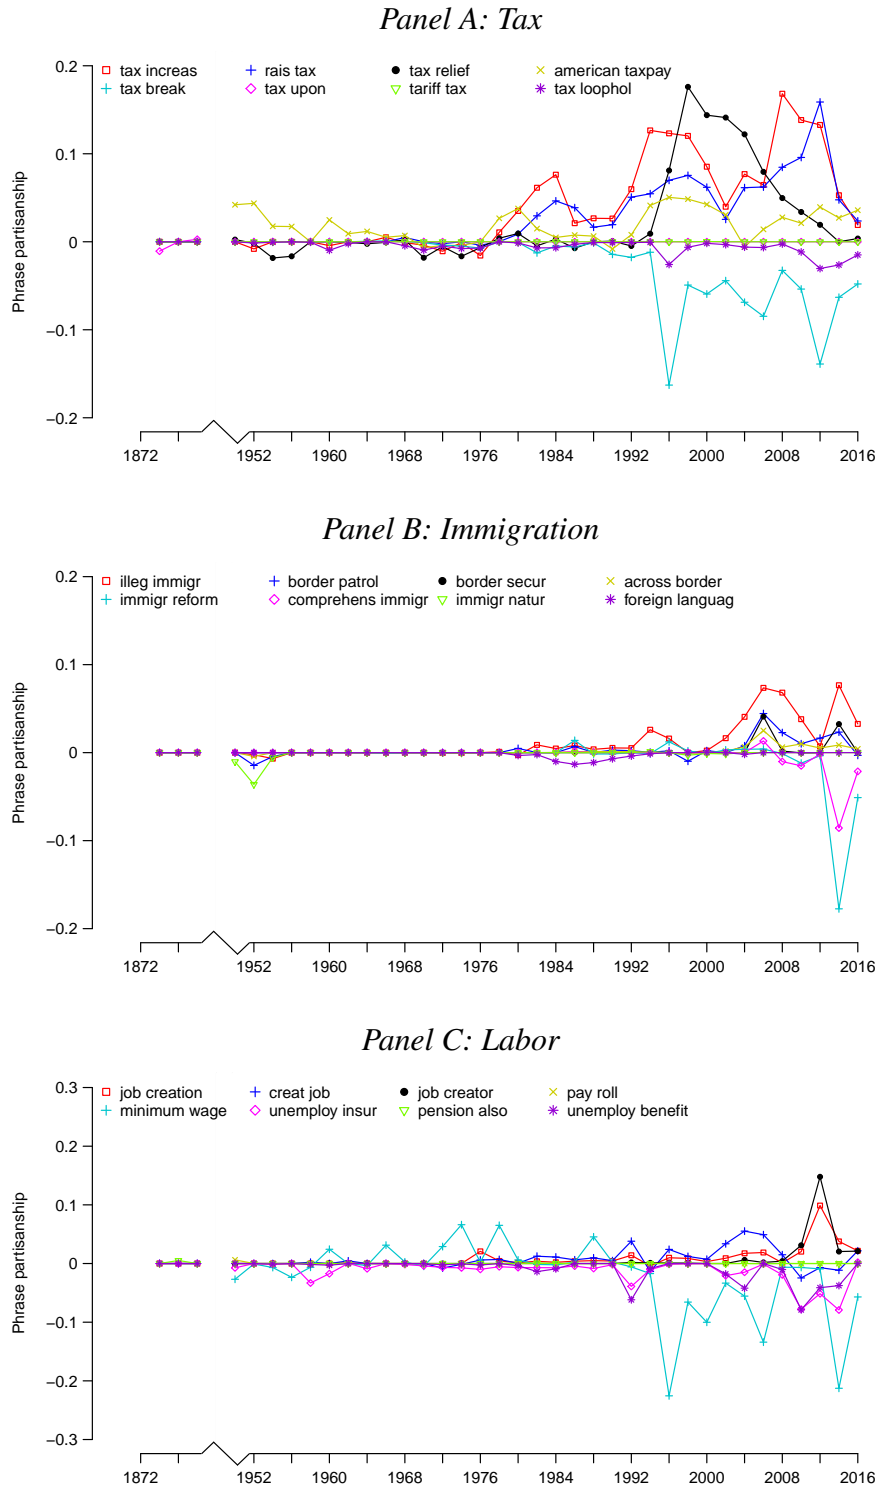 Panel A: Tax
Phrase partisanship
0.2
0.1
0
−0.1
−0.2
tax increas rais tax tax relief american taxpay
tax break tax upon tariff tax tax loophol
1872 1952 1960 1968 1976 1984 1992 2000 2008 2016
Panel B: Immigration
Phrase partisanship
0.2
0.1
0
−0.1
−0.2
illeg immigr border patrol border secur across border
immigr reform comprehens immigr immigr natur foreign languag
1872 1952 1960 1968 1976 1984 1992 2000 2008 2016
Panel C: Labor
Phrase partisanship
0.3
0.2
0.1
0
−0.1
−0.2
−0.3
job creation creat job job creator pay roll
minimum wage unemploy insur pension also unemploy benefit
1872 1952 1960 1968 1976 1984 1992 2000 2008 2016